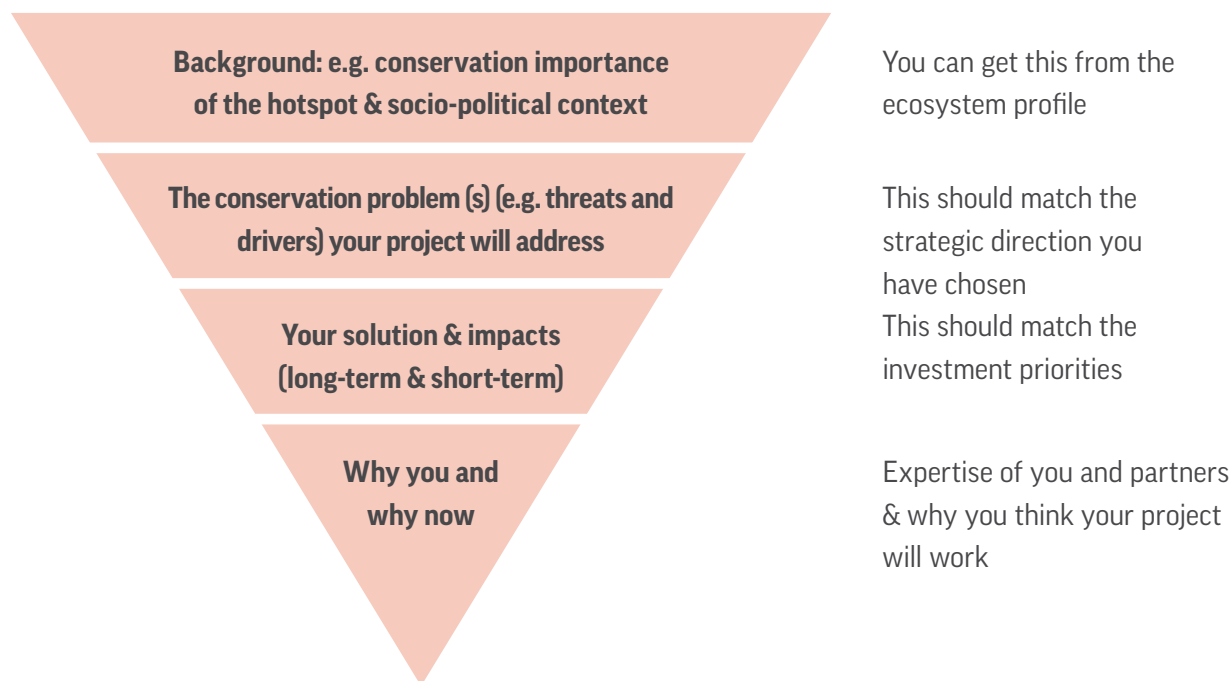 Background: e.g. conservation importance
of the hotspot & socio-political context
You can get this from the
ecosystem profile
The conservation problem (s) (e.g. threats and
drivers) your project will address
This should match the
strategic direction you
have chosen
Your solution & impacts
(long-term & short-term)
This should match the
investment priorities
Why you and
why now
Expertise of you and partners
& why you think your project
will work